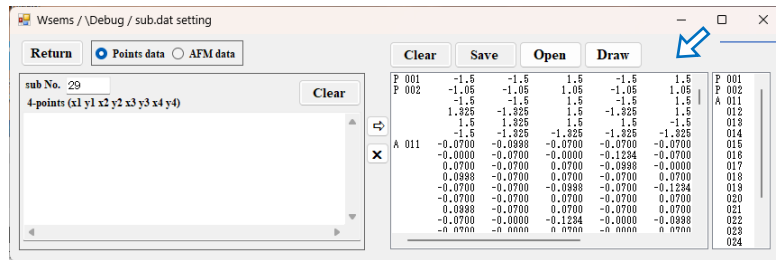 Wsems / \Debug / sub.dat setting
Return Points data AFM data
Clear Save Open Draw
sub No. 29
4-points (x1 y1 x2 y2 x3 y3 x4 y4)
Clear
P 001 -1.5 -1.5 1.5 -1.5 1.5
P 002 -1.05 -1.05 1.05 -1.05 1.05
-1.5 -1.5 1.5 -1.5 1.5
1.325 -1.325 1.5 -1.325 1.5
1.5 1.325 1.5 1.5 -1.5
-1.5 -1.325 -1.325 -1.325 -1.325
A 011 -0.0700 -0.0998 -0.0700 -0.0700 -0.0700
-0.0000 -0.0700 -0.0000 -0.1234 -0.0700
0.0700 -0.0700 0.0700 -0.0998 -0.0000
0.0998 -0.0700 0.0700 -0.0700 0.0700
-0.0700 -0.0700 -0.0998 -0.0700 -0.1234
-0.0700 0.0700 -0.0700 0.0700 -0.0700
0.0998 -0.0700 0.0700 0.0700 0.0700
-0.0700 -0.0000 -0.1234 -0.0000 -0.0998
-0.0700 -0.0000 -0.0700 0.0000 0.0700
P 001
P 002
A 011
012
013
014
015
016
017
018
019
020
021
022
023
024